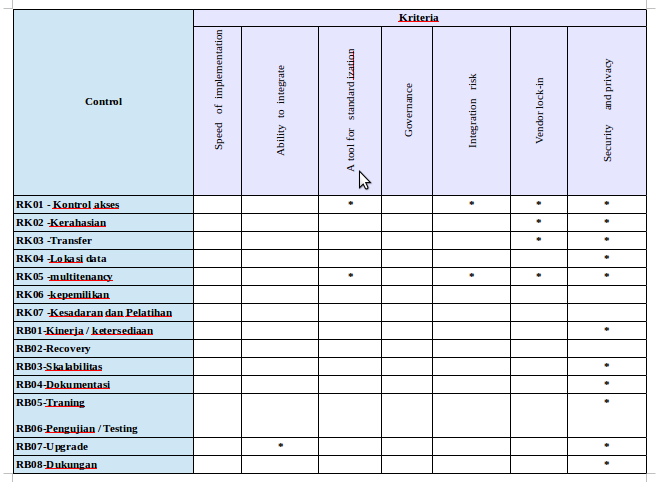 Kriteria
Control
Speed of implementation
Ability to integrate
A tool for standard ization
Governance
Integration risk
Vendor lock-in
Security and privacy
RK01 - Kontrol akses * * * *
RK02 -Kerahasian * *
RK03 -Transfer * *
RK04 -Lokasi data *
RK05 -multitenancy * * * *
RK06 -kepemilikan
RK07 -Kesadaran dan Pelatihan
RB01-Kinerja / ketersediaan *
RB02-Recovery
RB03-Skalabilitas *
RB04-Dokumentasi *
RB05-Traning *
RB06-Pengujian / Testing
RB07-Upgrade * *
RB08-Dukungan *